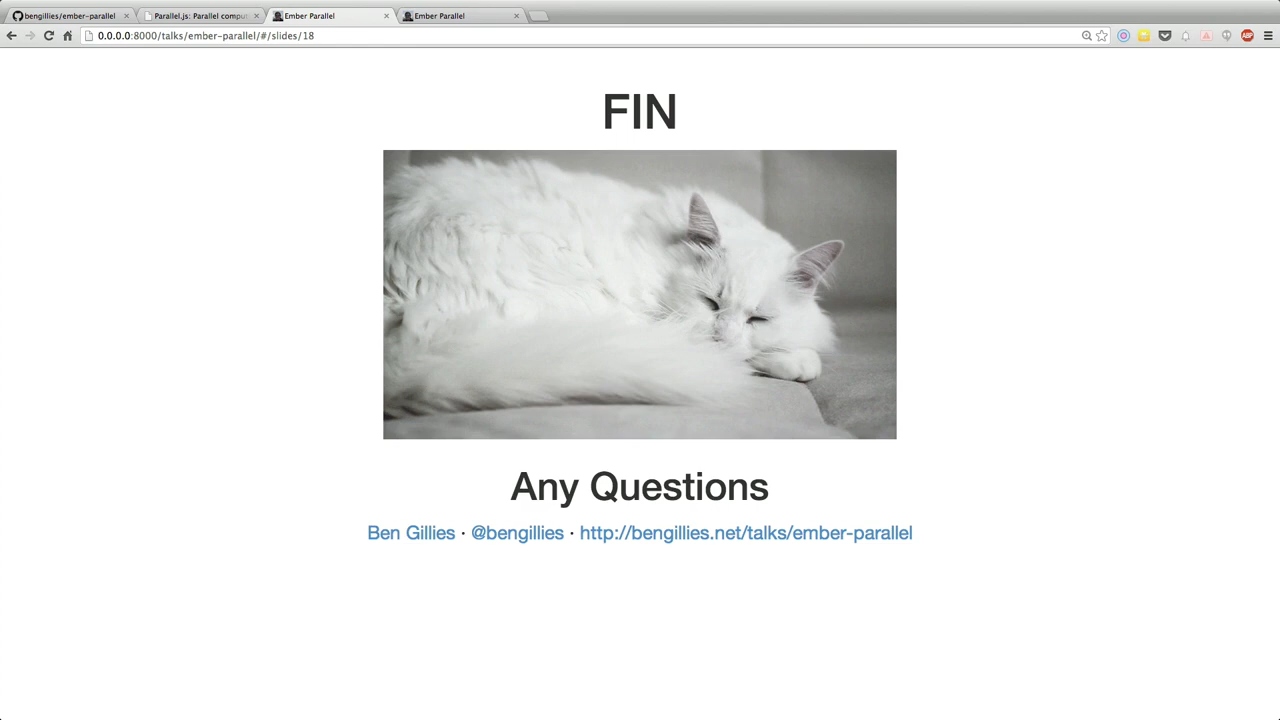 bengillies/ember-parallel
Parallel.js: Parallel comput
Ember Parallel
Ember Parallel
0.0.0.0:8000/talks/ember-parallel/#/slides/18
ABP
FIN
Any Questions
Ben Gillies · @bengillies · http://bengillies.net/talks/ember-parallel